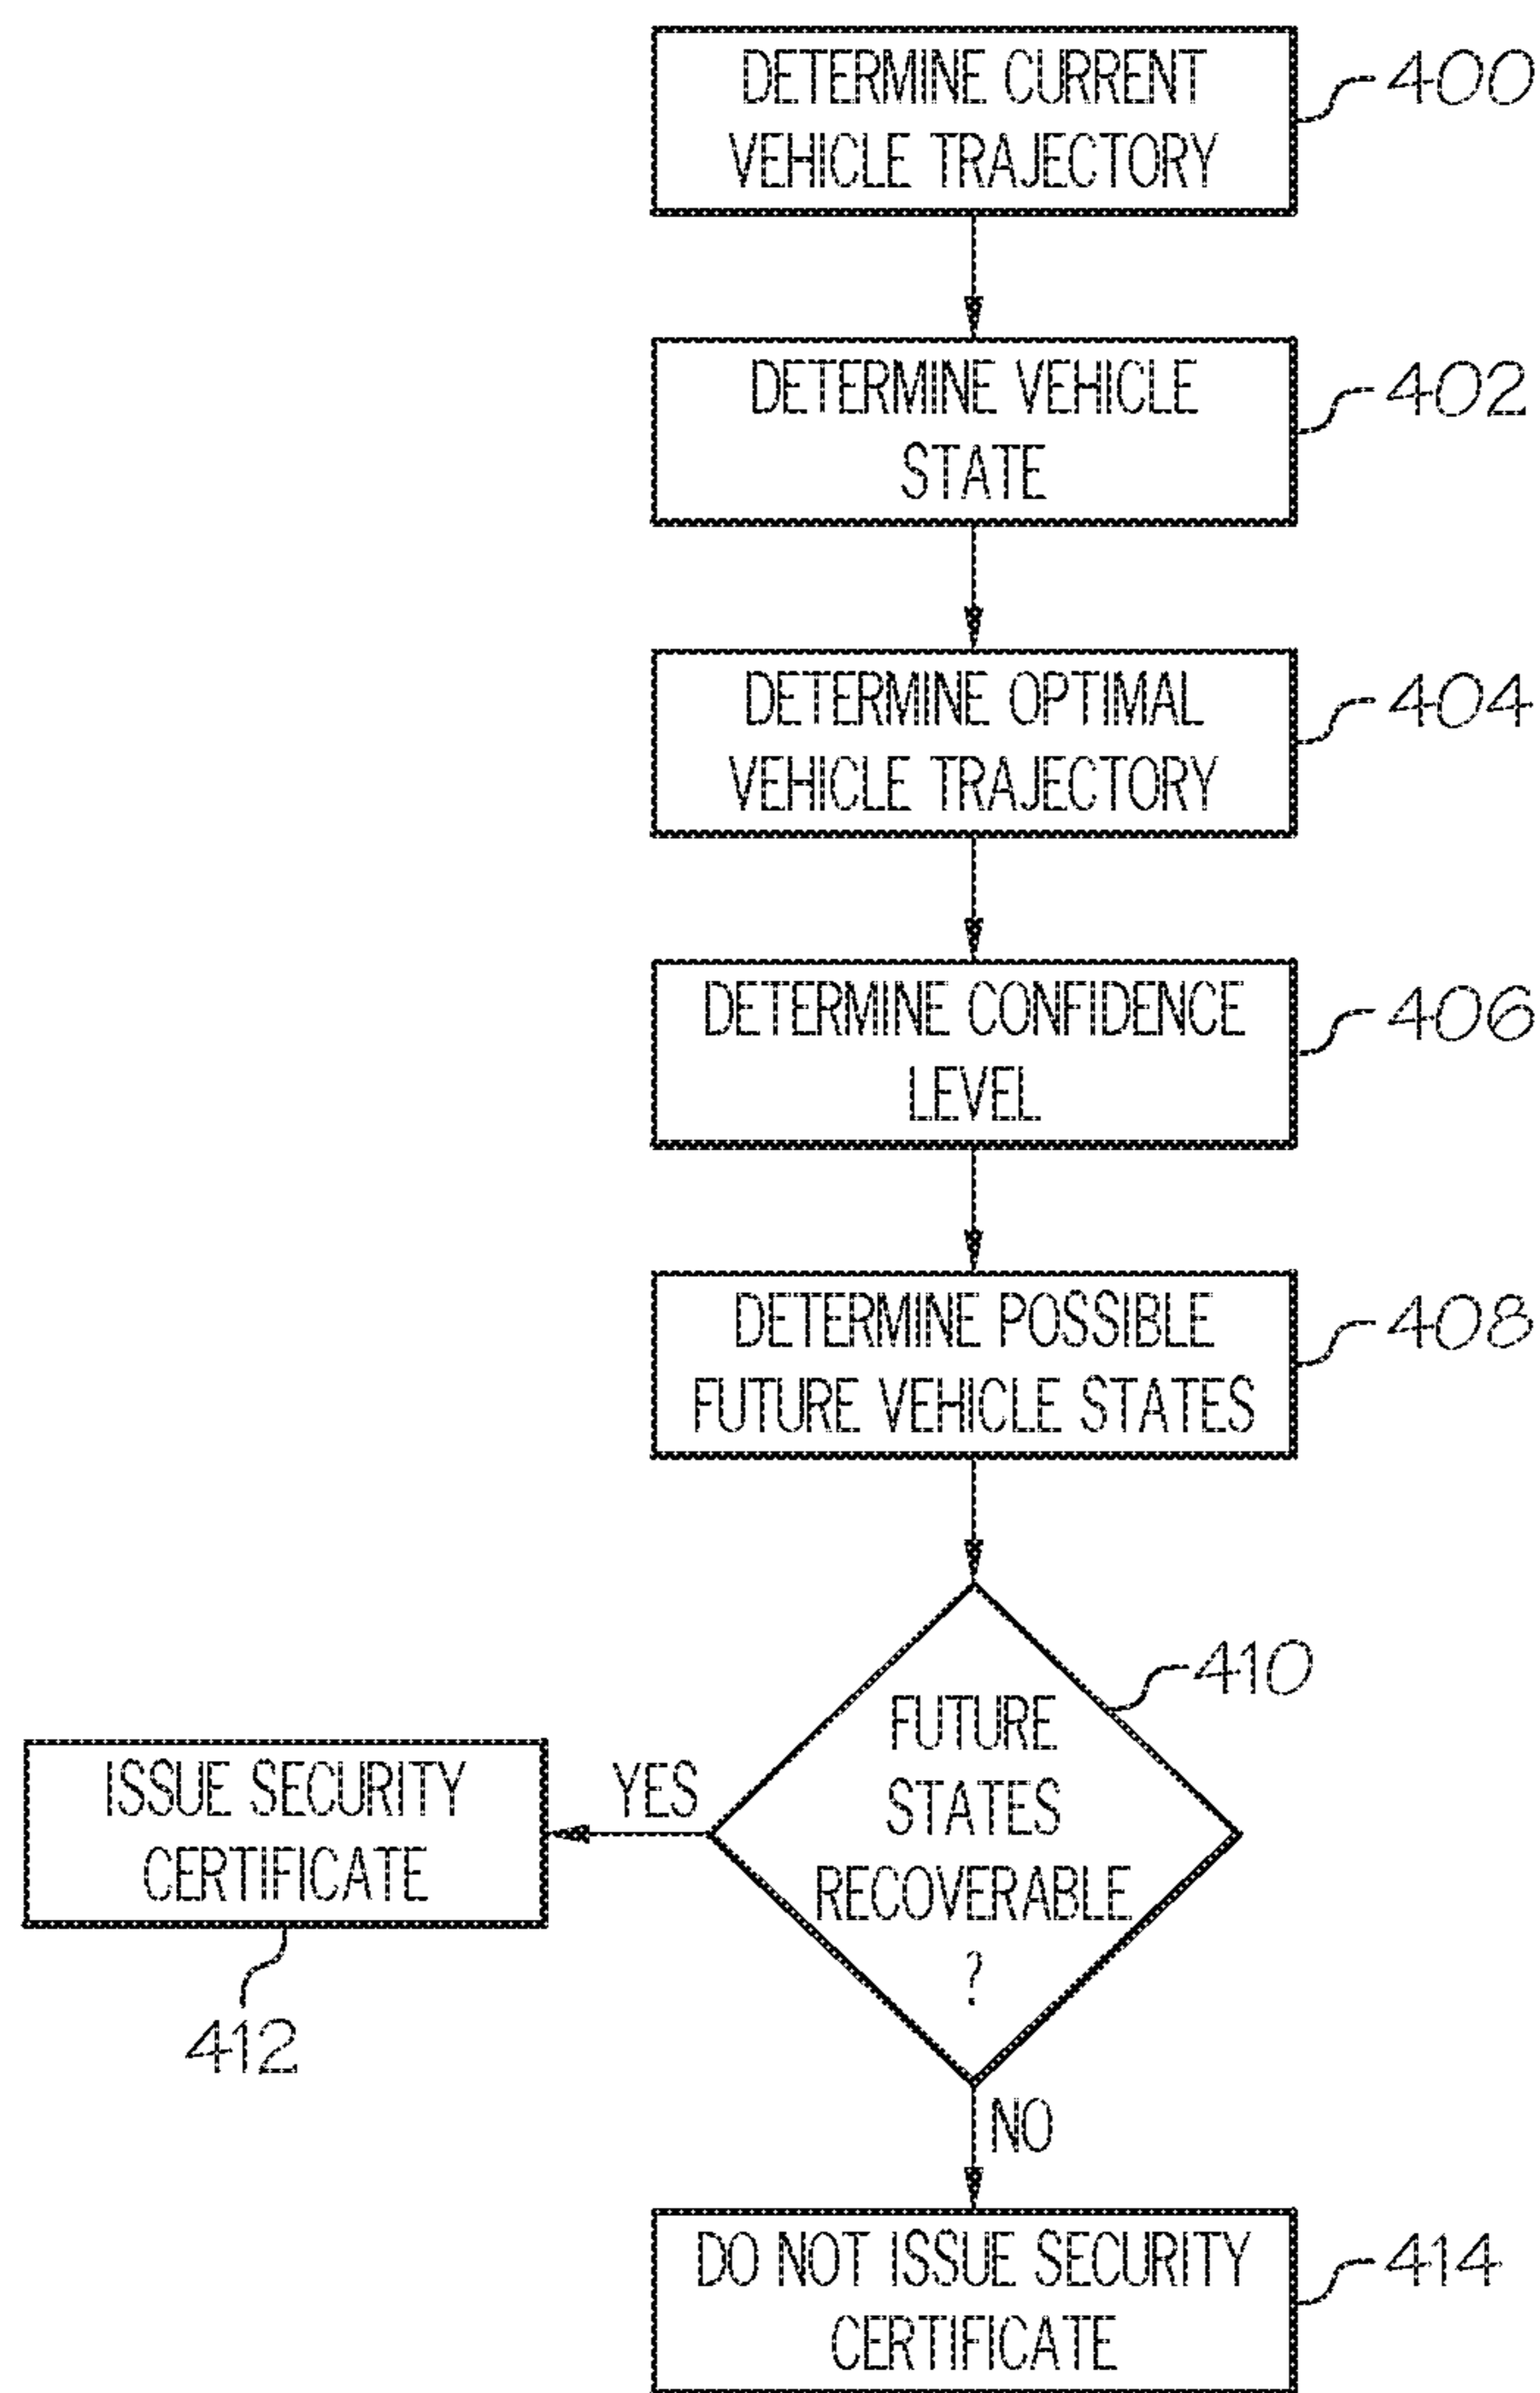 DETERMINE CURRENT
VEHICLE TRAJECTORY
400
DETERMINE VEHICLE
STATE
402
DETERMINE OPTIMAL
VEHICLE TRAJECTORY
404
DETERMINE CONFIDENCE
LEVEL
406
DETERMINE POSSIBLE
FUTURE VEHICLE STATES
408
FUTURE
STATES
RECOVERABLE
?
410
YES
ISSUE SECURITY
CERTIFICATE
412
NO
DO NOT ISSUE SECURITY
CERTIFICATE
414